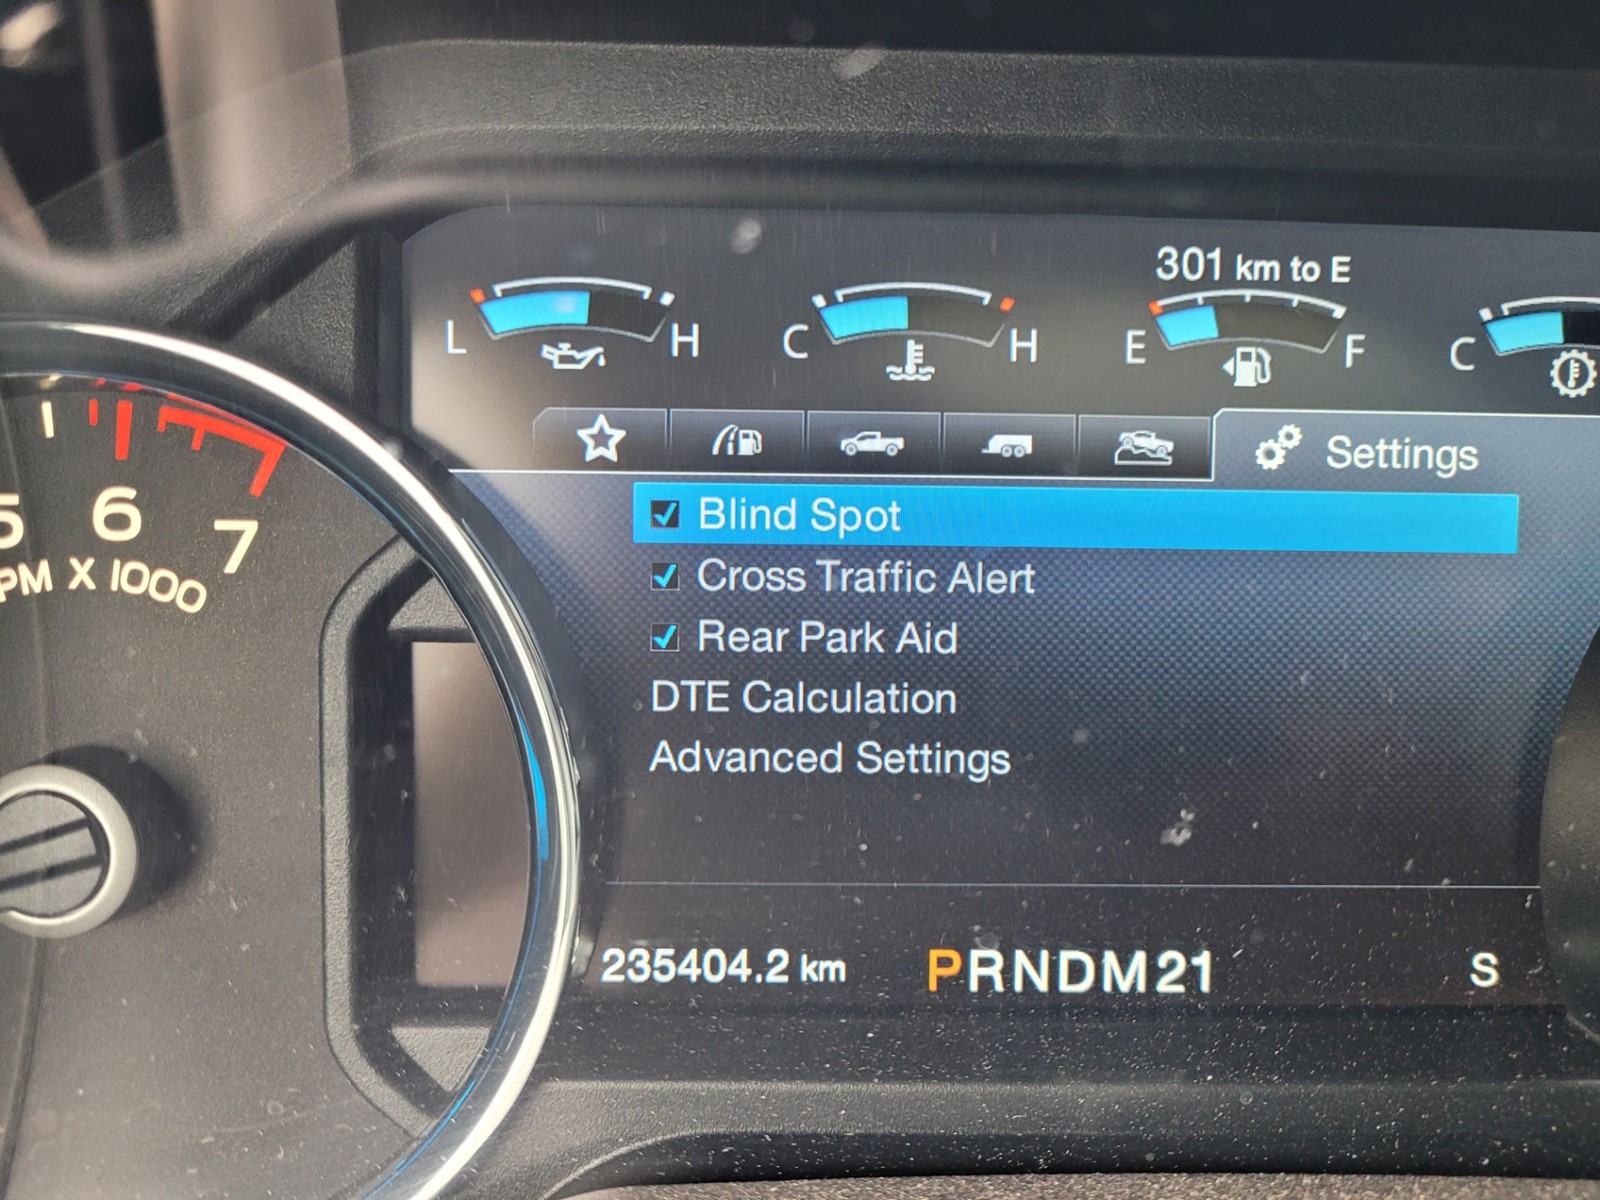 301 km to E
L H C H E F C
Settings
Blind Spot
Cross Traffic Alert
Rear Park Aid
DTE Calculation
Advanced Settings
235404.2 km PRNDM21 S
5 6 7
PM X 1000